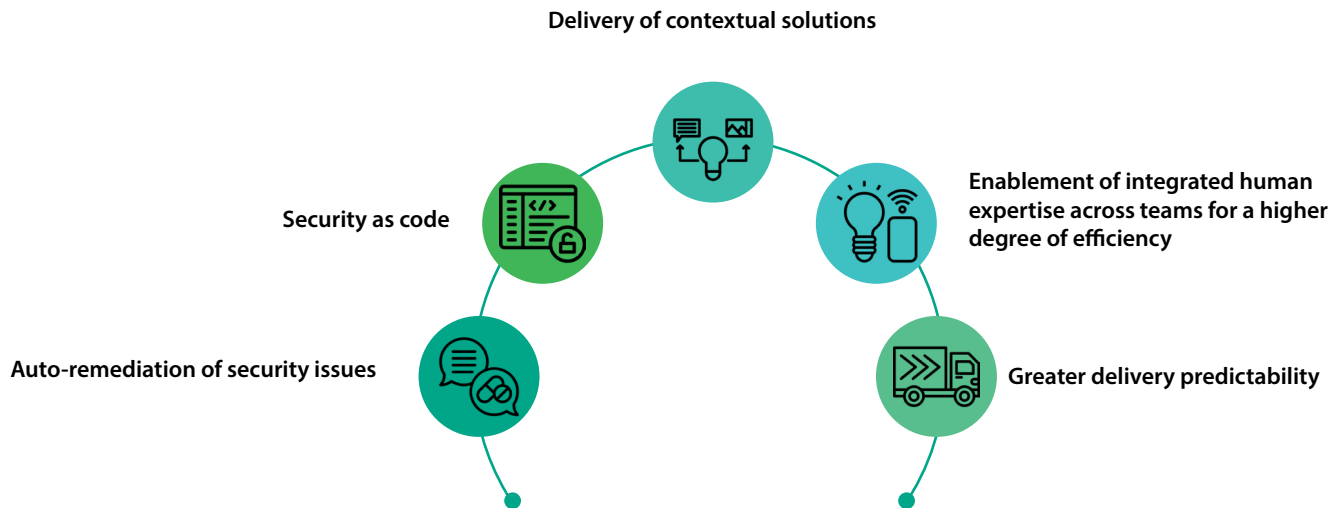 Delivery of contextual solutions
Security as code
Enablement of integrated human
expertise across teams for a higher
degree of efficiency
Auto-remediation of security issues
Greater delivery predictability